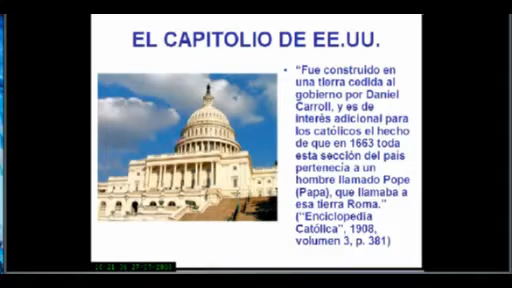 EL CAPITOLIO DE EE.UU.
• “Fue construido en
una tierra cedida al
gobierno por Daniel
Carroll, y es de
interés adicional para
los católicos el hecho
de que en 1663 toda
esta sección del país
pertenecía a un
hombre llamado Pope
(Papa), que llamaba a
esa tierra Roma.”
(“Enciclopedia
Católica”, 1908,
volumen 3, p. 381)